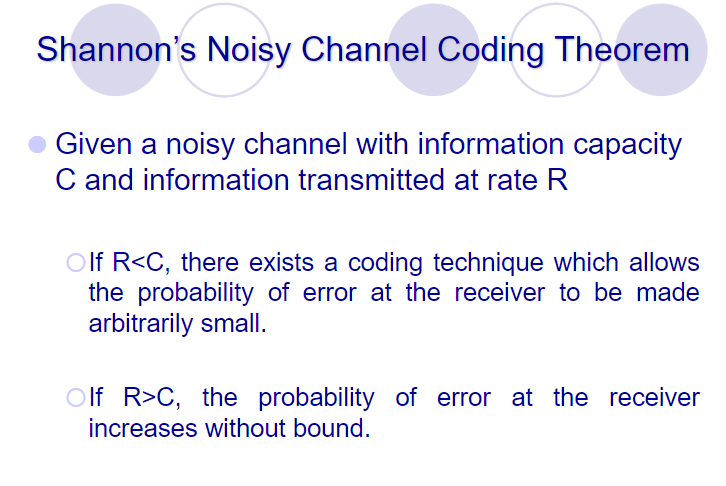 Shannon's Noisy Channel Coding Theorem
Given a noisy channel with information capacity
C and information transmitted at rate R
If R<C, there exists a coding technique which allows
the probability of error at the receiver to be made
arbitrarily small.
If R>C, the probability of error at the receiver
increases without bound.